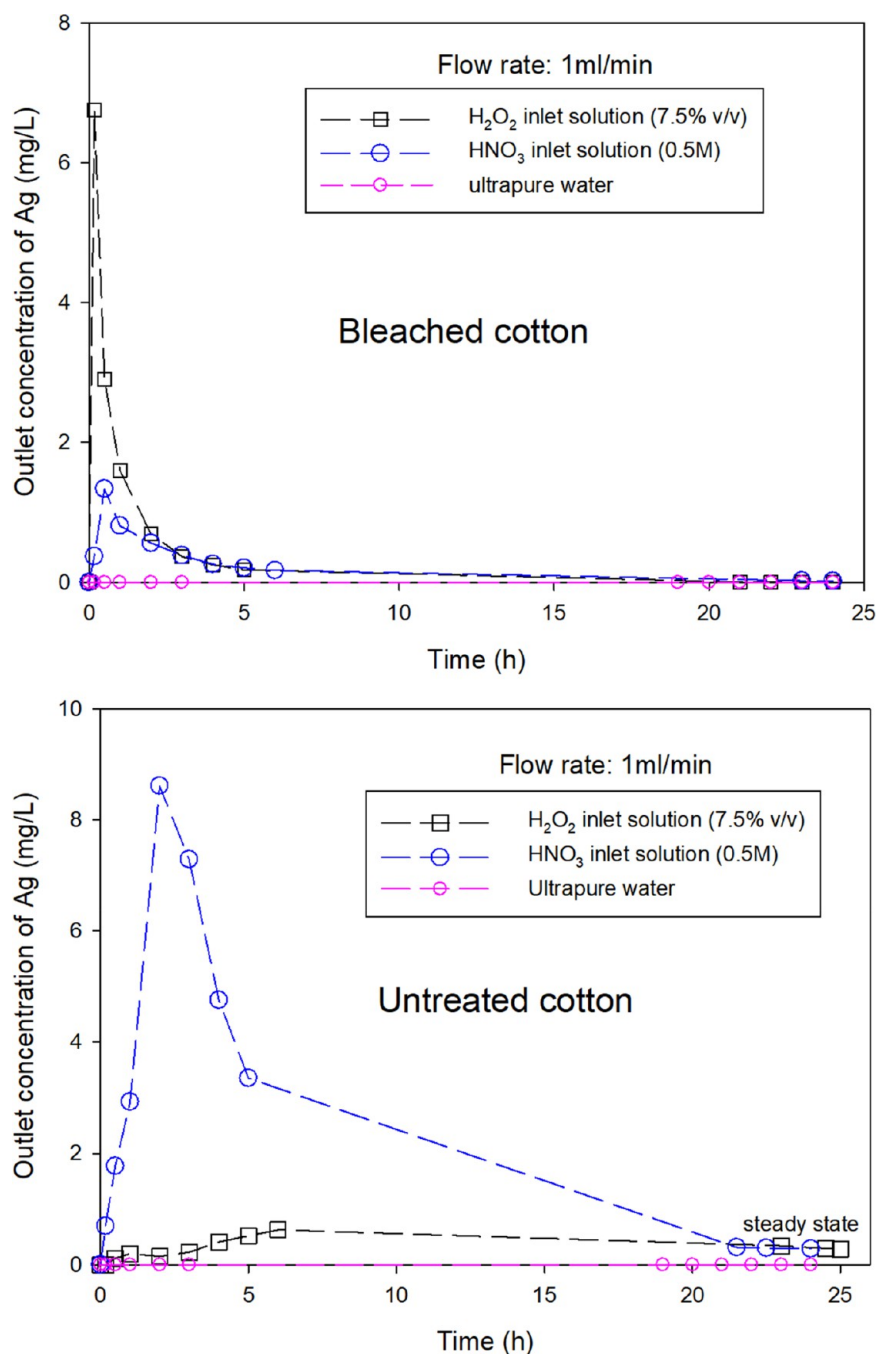 8
Flow rate: 1ml/min
H₂O₂ inlet solution (7.5% v/v)
HNO₃ inlet solution (0.5M)
ultrapure water
6
4
Bleached cotton
2
0
Outlet concentration of Ag (mg/L)
0 5 10 15 20 25
Time (h)
10
Flow rate: 1ml/min
H₂O₂ inlet solution (7.5% v/v)
HNO₃ inlet solution (0.5M)
Ultrapure water
8
6
Untreated cotton
4
2
steady state
0
Outlet concentration of Ag (mg/L)
0 5 10 15 20 25
Time (h)